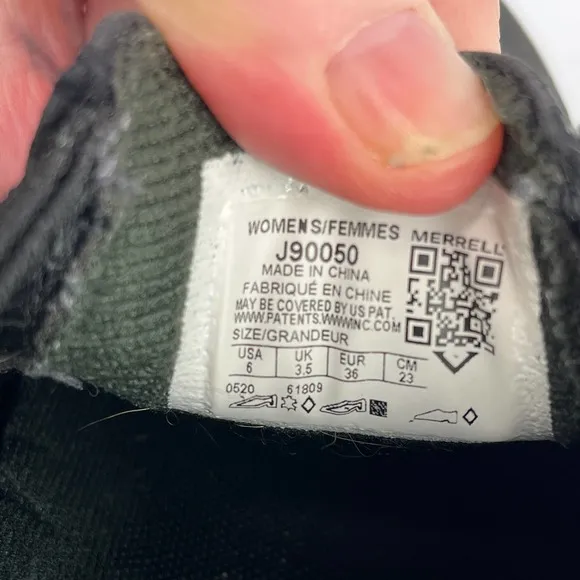 WOMENS/FEMMES
J90050
MADE IN CHINA
FABRIQUÉ EN CHINE
MAY BE COVERED BY US PAT.
WWW.PATENTS.WWWINC.COM
SIZE/GRANDEUR
USA UK EUR CM
6 3.5 36 23
0520 61809
MERRELL